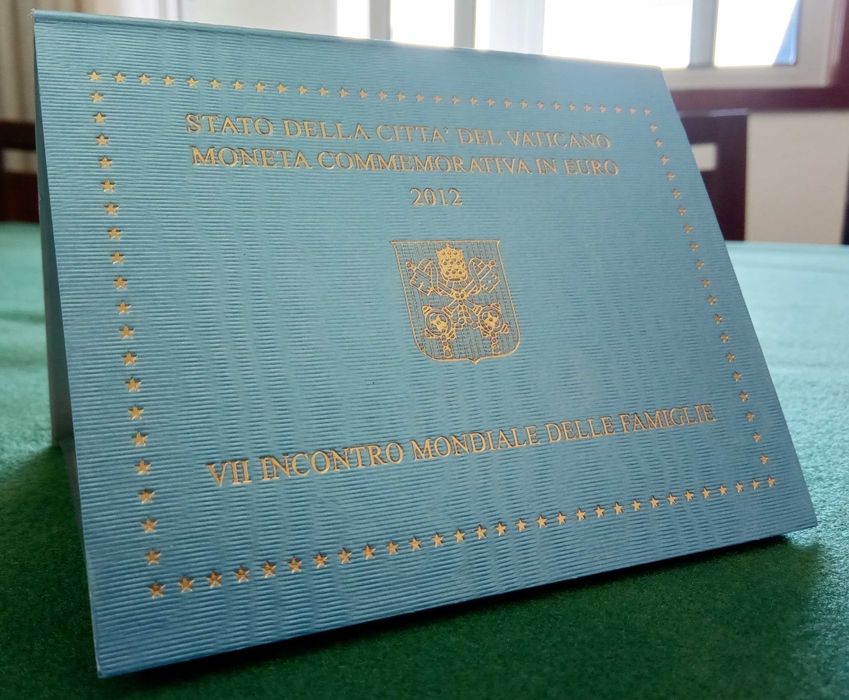 STATO DELLA CITTA' DEL VATICANO
MONETA COMMEMORATIVA IN EURO
2012
VII INCONTRO MONDIALE DELLE FAMIGLIE